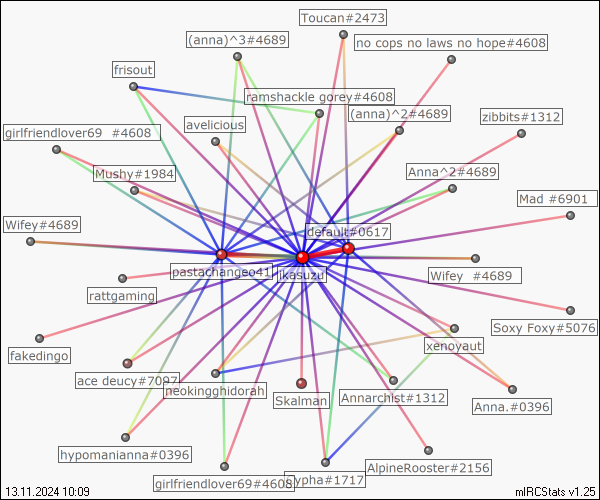 Toucan#2473
(anna)^3#4689
no cops no laws no hope#4608
frisout
ramshackle gorey#4608
(anna)^2#4689
avelicious
zibbits#1312
girlfriendlover69 #4608
Mushy#1984
Anna^2#4689
Mad #6901
Wifey#4689
default#0617
pastachangeo41
ikasuzu
Wifey #4689
rattgaming
Soxy Foxy#5076
fakedingo
xenoyaut
ace deucy#7097
neokingghidorah
Skalman
Annarchist#1312
Anna.#0396
hypomanianna#0396
girlfriendlover69#4608
#1717
AlpineRooster#2156
13.11.2024 10:09
mIRCStats v1.25